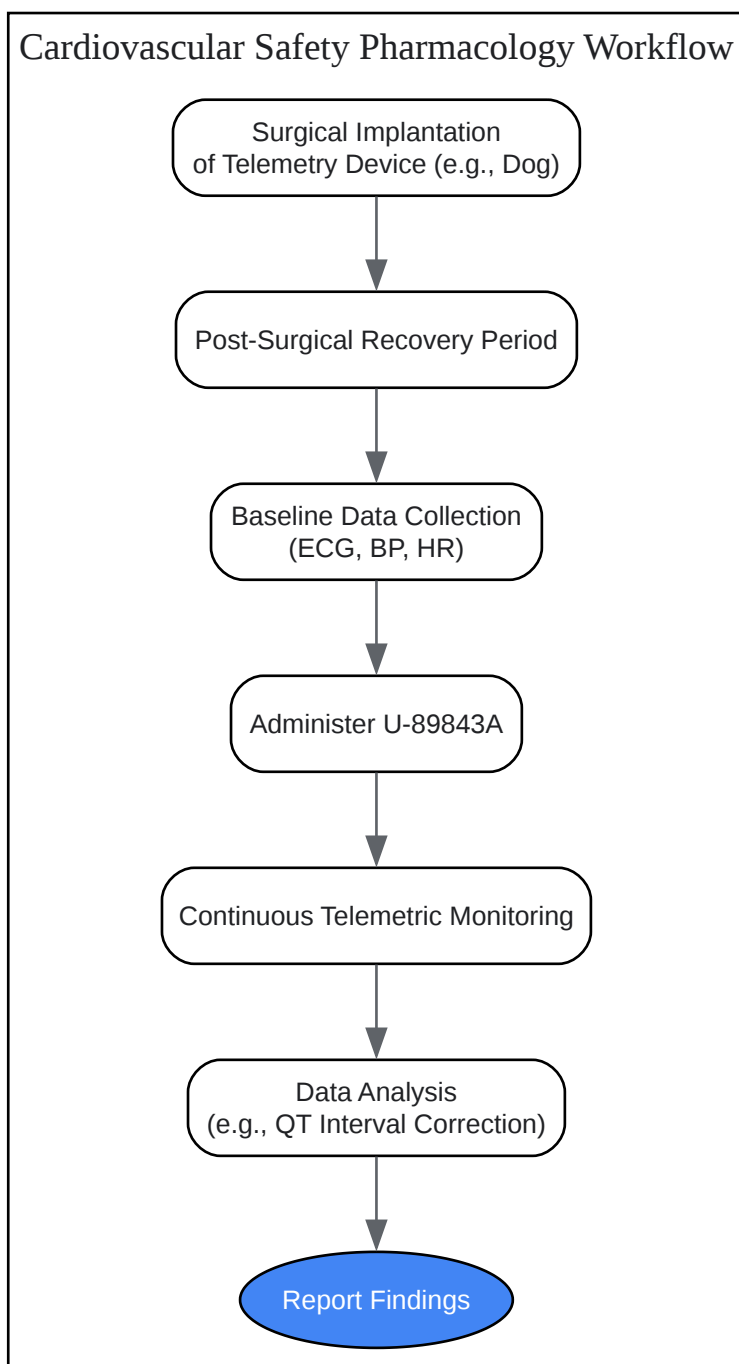 Cardiovascular Safety Pharmacology Workflow
Surgical Implantation
of Telemetry Device (e.g., Dog)
Post-Surgical Recovery Period
Baseline Data Collection
(ECG, BP, HR)
Administer U-89843A
Continuous Telemetric Monitoring
Data Analysis
(e.g., QT Interval Correction)
Report Findings